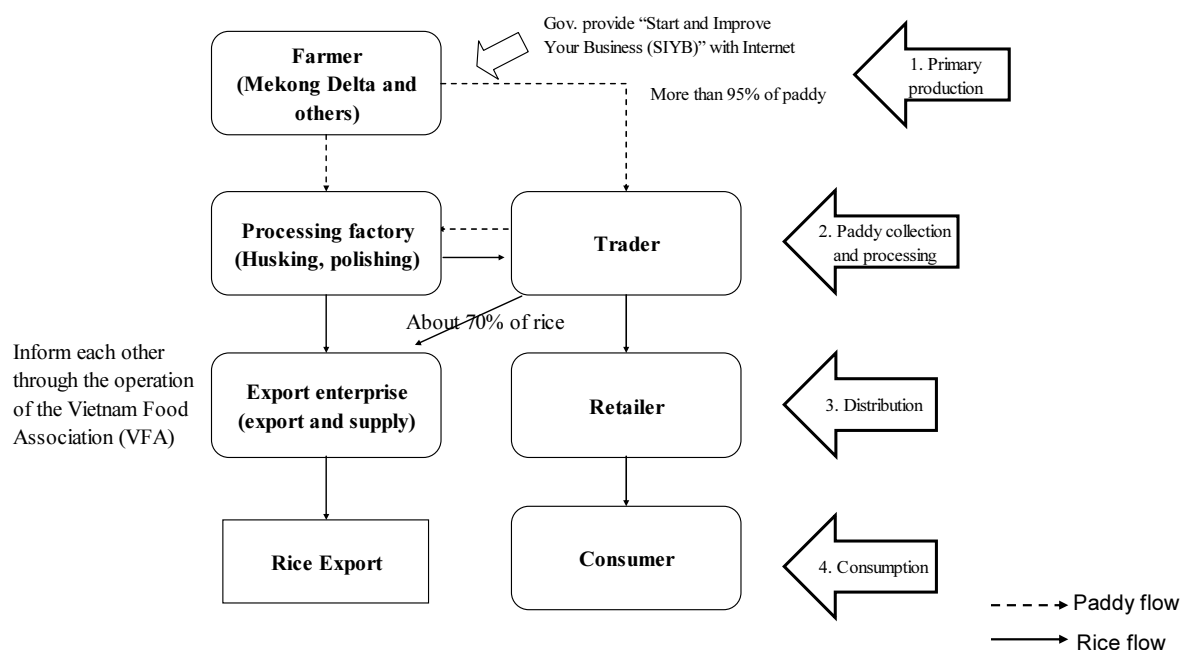 Gov. provide “Start and Improve
Your Business (SIYB)” with Internet
Farmer
(Mekong Delta and
others)
More than 95% of paddy
1. Primary
production
Processing factory
(Husking, polishing)
Trader
2. Paddy collection
and processing
About 70% of rice
Inform each other
through the operation
of the Vietnam Food
Association (VFA)
Export enterprise
(export and supply)
Retailer
3. Distribution
Rice Export
Consumer
4. Consumption
Paddy flow
Rice flow